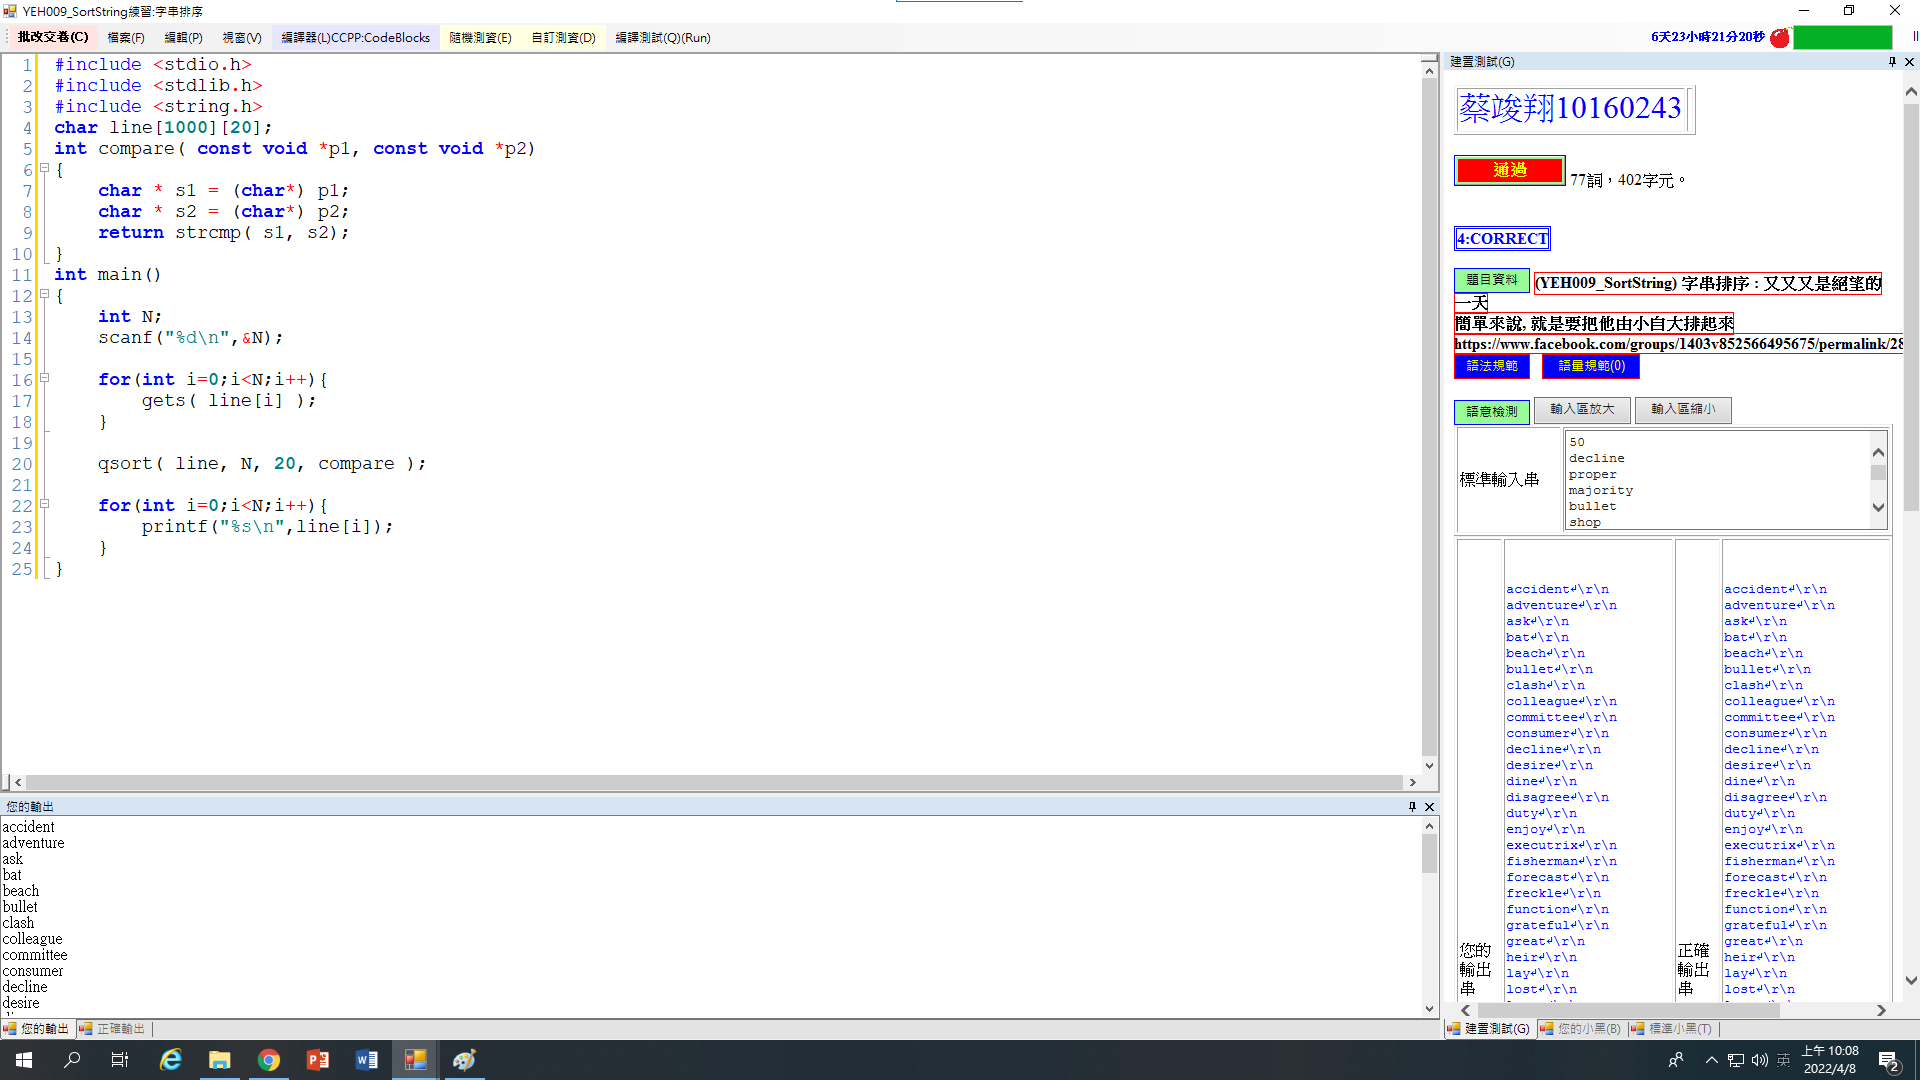 YEH009_SortString練習:字串排序
批改交卷(C) 檔案(F) 編輯(P) 視窗(V) 編譯器(L)CCPP:CodeBlocks 隨機測資(E) 自訂測資(D) 編譯測試(Q)(Run) 6天23小時21分20秒
1 #include <stdio.h>
2 #include <stdlib.h>
3 #include <string.h>
4 char line[1000][20];
5 int compare( const void *p1, const void *p2)
6 {
7 char * s1 = (char*) p1;
8 char * s2 = (char*) p2;
9 return strcmp( s1, s2);
10 }
11 int main()
12 {
13 int N;
14 scanf("%d\n",&N);
15
16 for(int i=0;i<N;i++){
17 gets( line[i] );
18 }
19
20 qsort( line, N, 20, compare );
21
22 for(int i=0;i<N;i++){
23 printf("%s\n",line[i]);
24 }
25 }
您的輸出
accident
adventure
ask
bat
beach
bullet
clash
colleague
committee
consumer
decline
desire
您的輸出 正確輸出
建置測試(G)
蔡竣翔10160243
通過 77詞，402字元。
4:CORRECT
題目資料 (YEH009_SortString) 字串排序 : 又又又是絕望的
一天
簡單來說, 就是要把他由小自大排起來
https://www.facebook.com/groups/1403v852566495675/permalink/28
語法規範 語量規範(0)
語意檢測 輸入區放大 輸入區縮小
標準輸入串
50
decline
proper
majority
bullet
shop
您的輸出串
accident↲\r\n
adventure↲\r\n
ask↲\r\n
bat↲\r\n
beach↲\r\n
bullet↲\r\n
clash↲\r\n
colleague↲\r\n
committee↲\r\n
consumer↲\r\n
decline↲\r\n
desire↲\r\n
dine↲\r\n
disagree↲\r\n
duty↲\r\n
enjoy↲\r\n
executrix↲\r\n
fisherman↲\r\n
forecast↲\r\n
freckle↲\r\n
function↲\r\n
grateful↲\r\n
great↲\r\n
heir↲\r\n
lay↲\r\n
lost↲\r\n
正確輸出串
accident↲\r\n
adventure↲\r\n
ask↲\r\n
bat↲\r\n
beach↲\r\n
bullet↲\r\n
clash↲\r\n
colleague↲\r\n
committee↲\r\n
consumer↲\r\n
decline↲\r\n
desire↲\r\n
dine↲\r\n
disagree↲\r\n
duty↲\r\n
enjoy↲\r\n
executrix↲\r\n
fisherman↲\r\n
forecast↲\r\n
freckle↲\r\n
function↲\r\n
grateful↲\r\n
great↲\r\n
heir↲\r\n
lay↲\r\n
lost↲\r\n
建置測試(G) 您的小黑(B) 標準小黑(T)
英 上午 10:08
2022/4/8
2